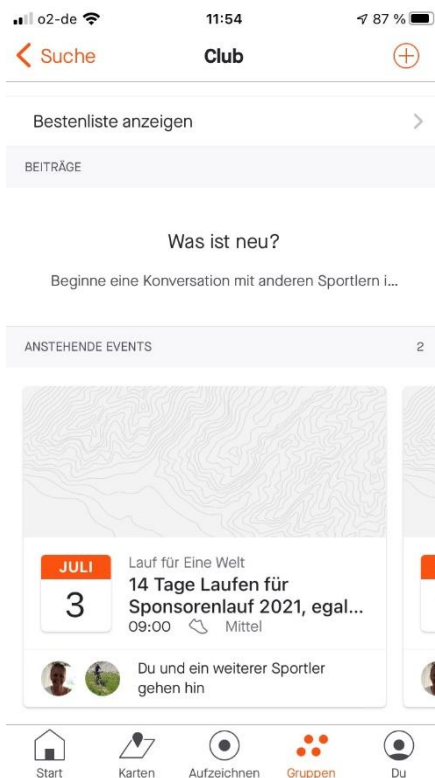 o2-de 11:54 87 %
Suche Club
Bestenliste anzeigen
BEITRÄGE
Was ist neu?
Beginne eine Konversation mit anderen Sportlern i...
ANSTEHENDE EVENTS 2
JULI
3
Lauf für Eine Welt
14 Tage Laufen für
Sponsorenlauf 2021, egal...
09:00 Mittel
Du und ein weiterer Sportler
gehen hin
Start Karten Aufzeichnen Gruppen Du